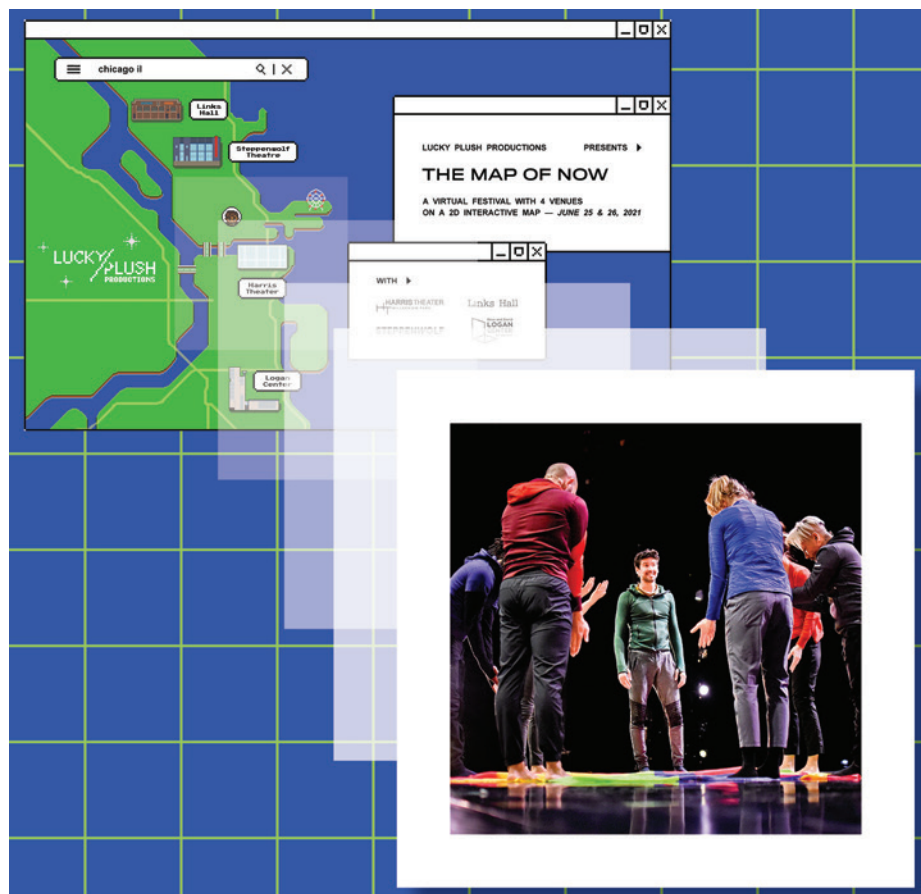 chicago il
Links
Hall
Steppenwolf
Theatre
LUCKY PLUSH PRODUCTIONS PRESENTS
THE MAP OF NOW
A VIRTUAL FESTIVAL WITH 4 VENUES
ON A 2D INTERACTIVE MAP — JUNE 25 & 26, 2021
LUCKY
PLUSH
PRODUCTIONS
Harris
Theater
WITH
HARRIS THEATER
Links Hall
STEPPENWOLF
LOGAN
CENTER
Logan
Center